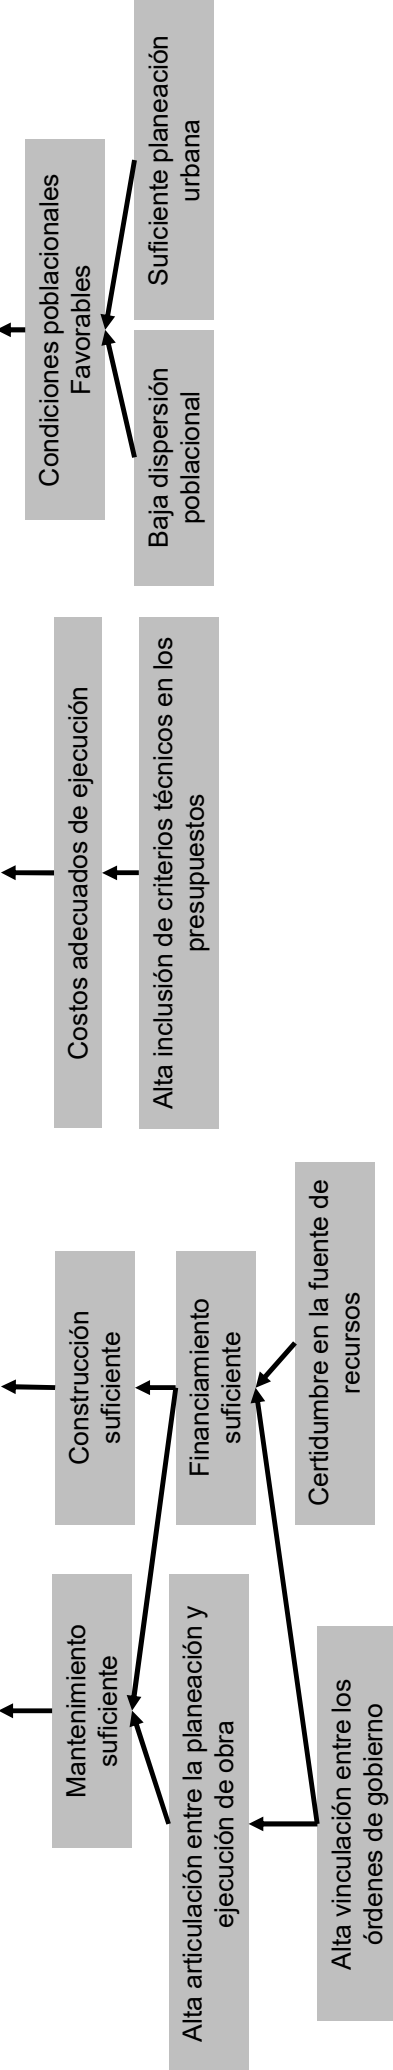 Mantenimiento
suficiente
Construcción
suficiente
Costos adecuados de ejecución
Condiciones poblacionales
Favorables
Alta articulación entre la planeación y
ejecución de obra
Financiamiento
suficiente
Alta inclusión de criterios técnicos en los
presupuestos
Baja dispersión
poblacional
Suficiente planeación
urbana
Alta vinculación entre los
órdenes de gobierno
Certidumbre en la fuente de
recursos